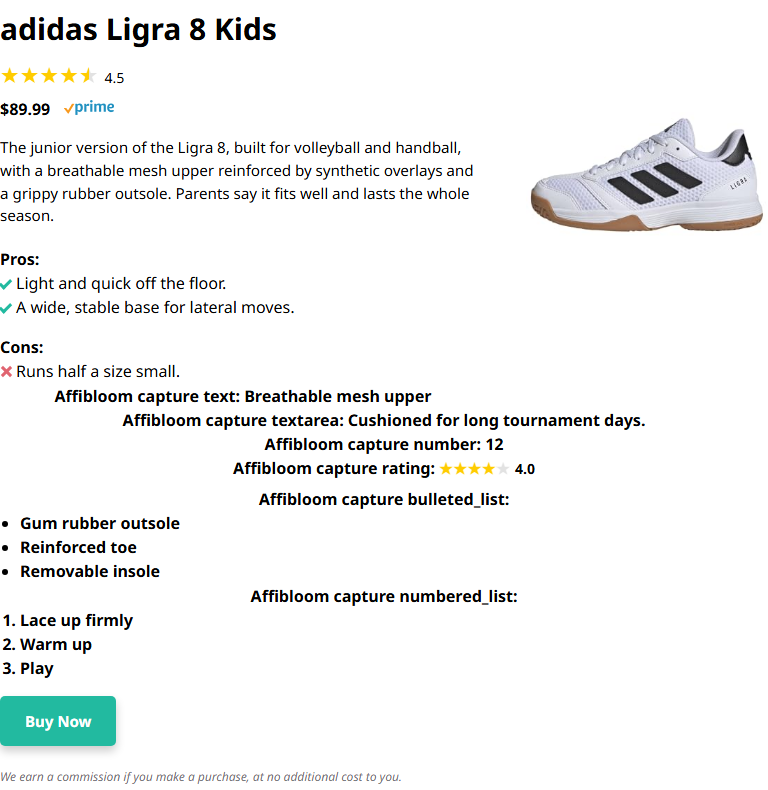 adidas Ligra 8 Kids
4.5
$89.99 prime
The junior version of the Ligra 8, built for volleyball and handball,
with a breathable mesh upper reinforced by synthetic overlays and
a grippy rubber outsole. Parents say it fits well and lasts the whole
season.
LIGRA
Pros:
Light and quick off the floor.
A wide, stable base for lateral moves.
Cons:
Runs half a size small.
Affibloom capture text: Breathable mesh upper
Affibloom capture textarea: Cushioned for long tournament days.
Affibloom capture number: 12
Affibloom capture rating: 4.0
Affibloom capture bulleted_list:
• Gum rubber outsole
• Reinforced toe
• Removable insole
Affibloom capture numbered_list:
1. Lace up firmly
2. Warm up
3. Play
Buy Now
We earn a commission if you make a purchase, at no additional cost to you.